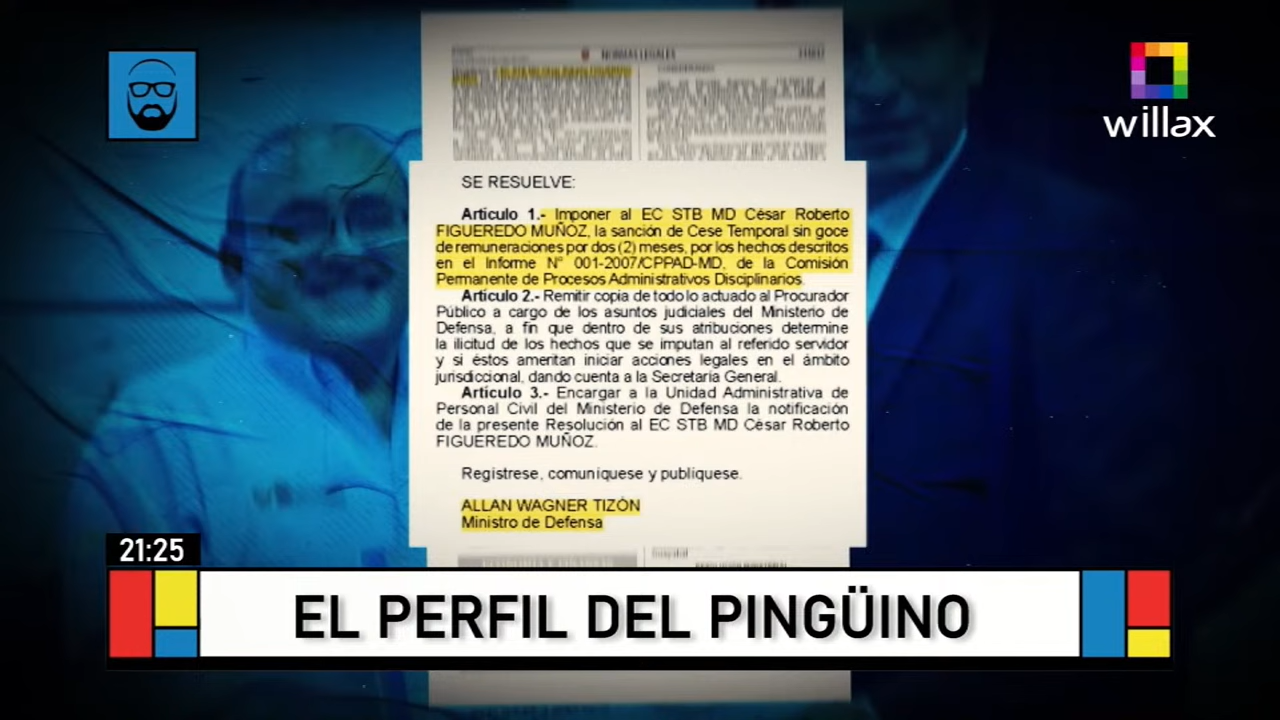 NORMAS LEGALES
willax
SE RESUELVE:
Artículo 1.- Imponer al EC STB MD César Roberto
FIGUEREDO MUÑOZ, la sanción de Cese Temporal sin goce
de remuneraciones por dos (2) meses, por los hechos descritos
en el Informe N° 001-2007/CPPAD-MD, de la Comisión
Permanente de Procesos Administrativos Disciplinarios.
Artículo 2.- Remitir copia de todo lo actuado al Procurador
Público a cargo de los asuntos judiciales del Ministerio de
Defensa, a fin que dentro de sus atribuciones determine
la ilicitud de los hechos que se imputan al referido servidor
y si éstos ameritan iniciar acciones legales en el ámbito
jurisdiccional, dando cuenta a la Secretaría General.
Artículo 3.- Encargar a la Unidad Administrativa de
Personal Civil del Ministerio de Defensa la notificación
de la presente Resolución al EC STB MD César Roberto
FIGUEREDO MUÑOZ.
Regístrese, comuníquese y publíquese.
ALLAN WAGNER TIZÓN
Ministro de Defensa
21:25
EL PERFIL DEL PINGÜINO